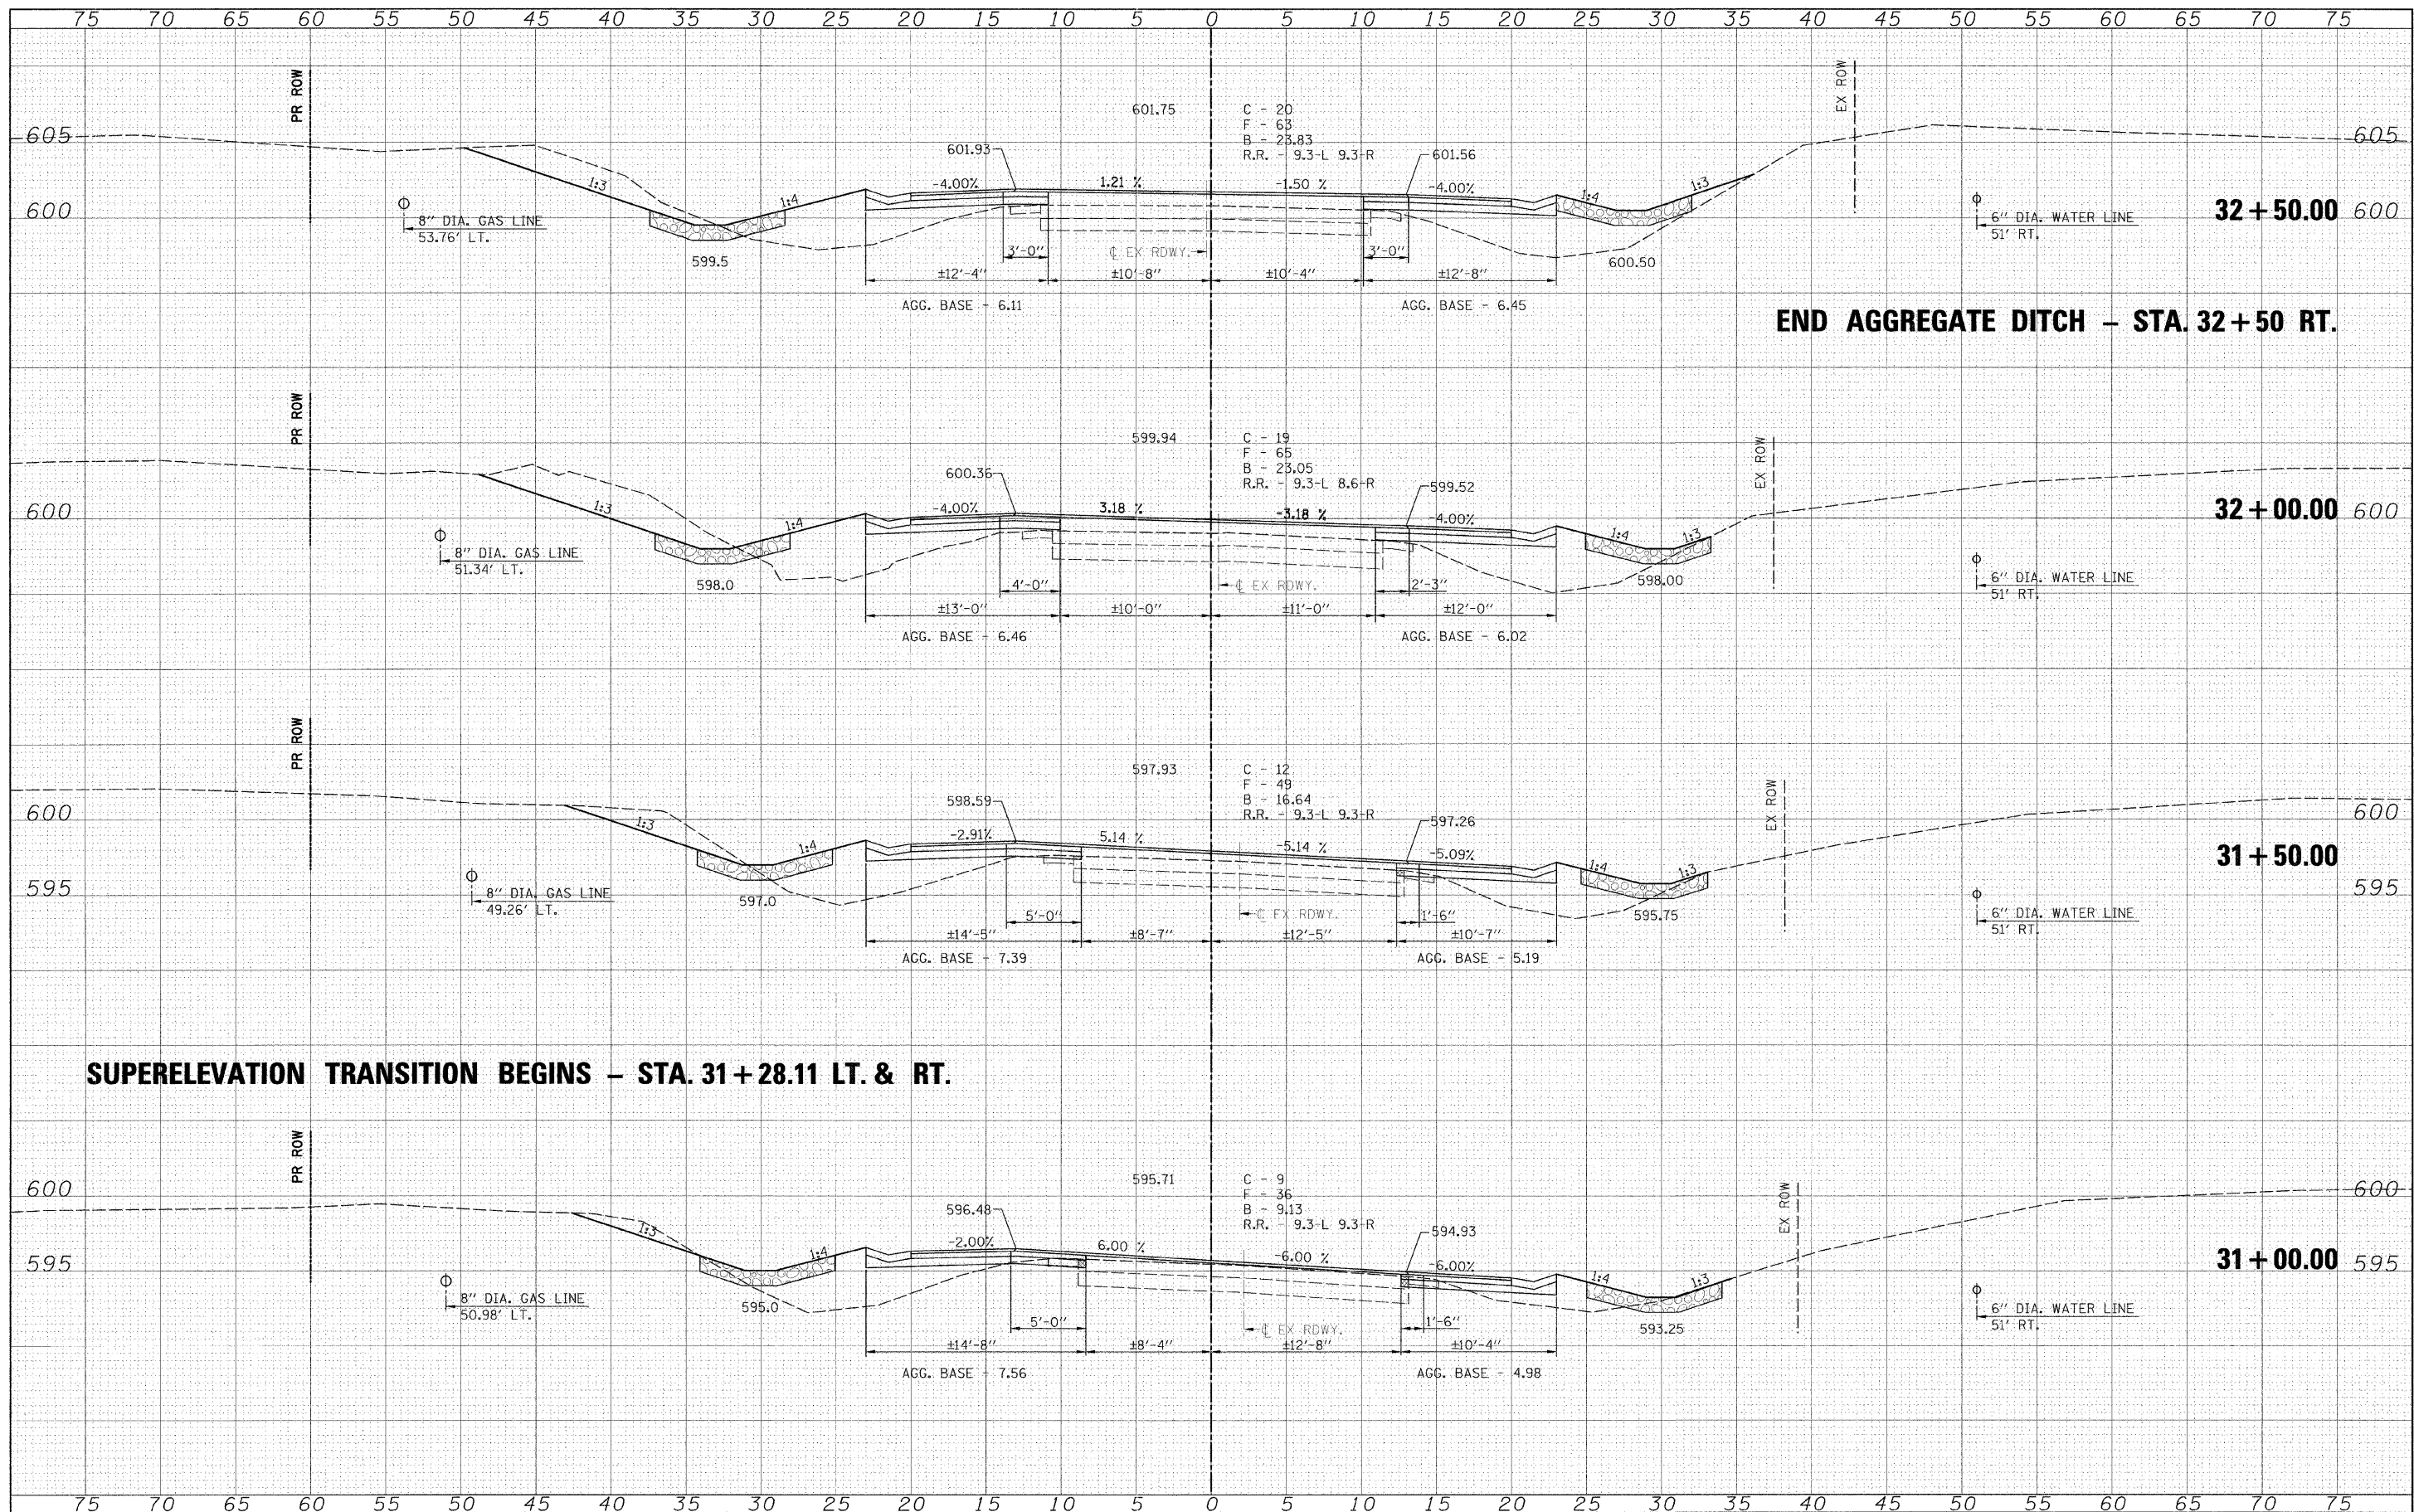 75 70 65 60 55 50 45 40 35 30 25 20 15 10 5 0 5 10 15 20 25 30 35 40 45 50 55 60 65 70 75
PR ROW
EX ROW
601.75
C - 20
F - 63
B - 23.83
R.R. - 9.3-L 9.3-R
605
605
601.93
601.56
1:3
1:4
-4.00%
1.21 %
-1.50 %
-4.00%
1:4
1:3
600
8" DIA. GAS LINE
53.76' LT.
6" DIA. WATER LINE
51' RT.
32+50.00
600
599.5
3'-0"
℄ EX RDWY.
3'-0"
600.50
±12'-4"
±10'-8"
±10'-4"
±12'-8"
AGG. BASE - 6.11
AGG. BASE - 6.45
END AGGREGATE DITCH – STA. 32+50 RT.
PR ROW
EX ROW
599.94
C - 19
F - 65
B - 23.05
R.R. - 9.3-L 8.6-R
600.36
599.52
600
1:3
1:4
-4.00%
3.18 %
-3.18 %
-4.00%
1:4
1:3
32+00.00
600
8" DIA. GAS LINE
51.34' LT.
6" DIA. WATER LINE
51' RT.
598.0
4'-0"
℄ EX RDWY.
2'-3"
598.00
±13'-0"
±10'-0"
±11'-0"
±12'-0"
AGG. BASE - 6.46
AGG. BASE - 6.02
PR ROW
EX ROW
597.93
C - 12
F - 49
B - 16.64
R.R. - 9.3-L 9.3-R
598.59
597.26
600
600
1:3
1:4
-2.91%
5.14 %
-5.14 %
-5.09%
1:4
1:3
31+50.00
595
595
8" DIA. GAS LINE
49.26' LT.
6" DIA. WATER LINE
51' RT.
597.0
5'-0"
℄ EX RDWY.
1'-6"
595.75
±14'-5"
±8'-7"
±12'-5"
±10'-7"
AGG. BASE - 7.39
AGG. BASE - 5.19
SUPERELEVATION TRANSITION BEGINS – STA. 31+28.11 LT. & RT.
PR ROW
EX ROW
595.71
C - 9
F - 36
B - 9.13
R.R. - 9.3-L 9.3-R
600
600
596.48
594.93
1:3
1:4
-2.00%
6.00 %
-6.00 %
-6.00%
1:4
1:3
595
31+00.00
595
8" DIA. GAS LINE
50.98' LT.
6" DIA. WATER LINE
51' RT.
595.0
5'-0"
℄ EX RDWY.
1'-6"
593.25
±14'-8"
±8'-4"
±12'-8"
±10'-4"
AGG. BASE - 7.56
AGG. BASE - 4.98
75 70 65 60 55 50 45 40 35 30 25 20 15 10 5 0 5 10 15 20 25 30 35 40 45 50 55 60 65 70 75